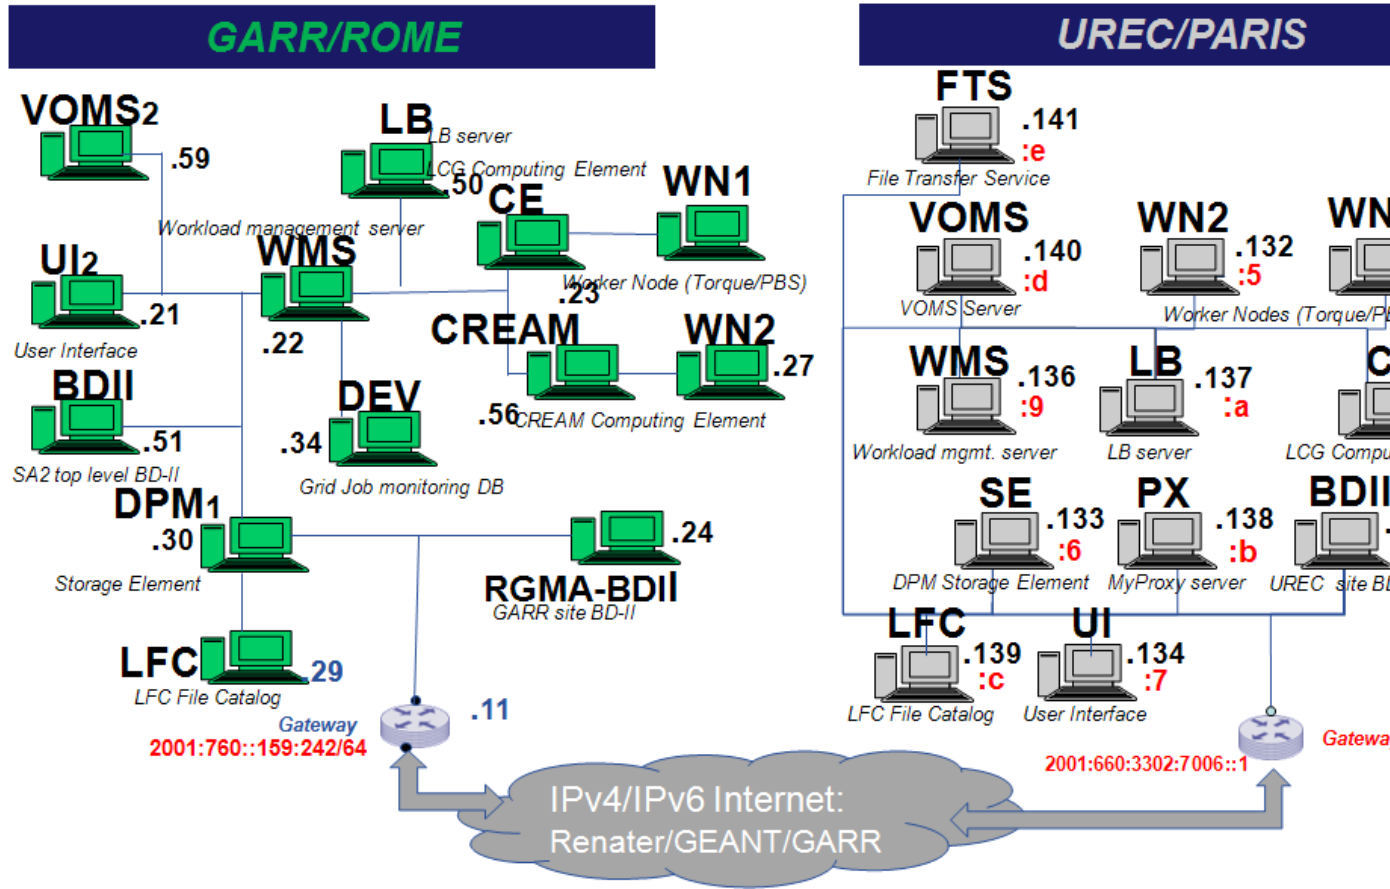 GARR/ROME
UREC/PARIS
VOMS2
.59
LB
LB server
LCG Computing Element
.50
CE
WN1
Workload management server
WMS
UI2
.21
.22
.23
Worker Node (Torque/PBS)
User Interface
CREAM
WN2
.27
BDII
.51
DEV
.34
.56
CREAM Computing Element
SA2 top level BD-II
Grid Job monitoring DB
DPM1
.30
.24
Storage Element
RGMA-BDII
GARR site BD-II
LFC
.29
LFC File Catalog
Gateway
.11
2001:760::159:242/64
FTS
.141
:e
File Transfer Service
VOMS
.140
:d
VOMS Server
WN2
.132
:5
WN
Worker Nodes (Torque/PB
WMS
.136
:9
Workload mgmt. server
LB
.137
:a
LB server
C
LCG Compu
SE
.133
:6
DPM Storage Element
PX
.138
:b
MyProxy server
BDII
UREC site BD
LFC
.139
:c
LFC File Catalog
UI
.134
:7
User Interface
Gateway
2001:660:3302:7006::1
IPv4/IPv6 Internet:
Renater/GEANT/GARR